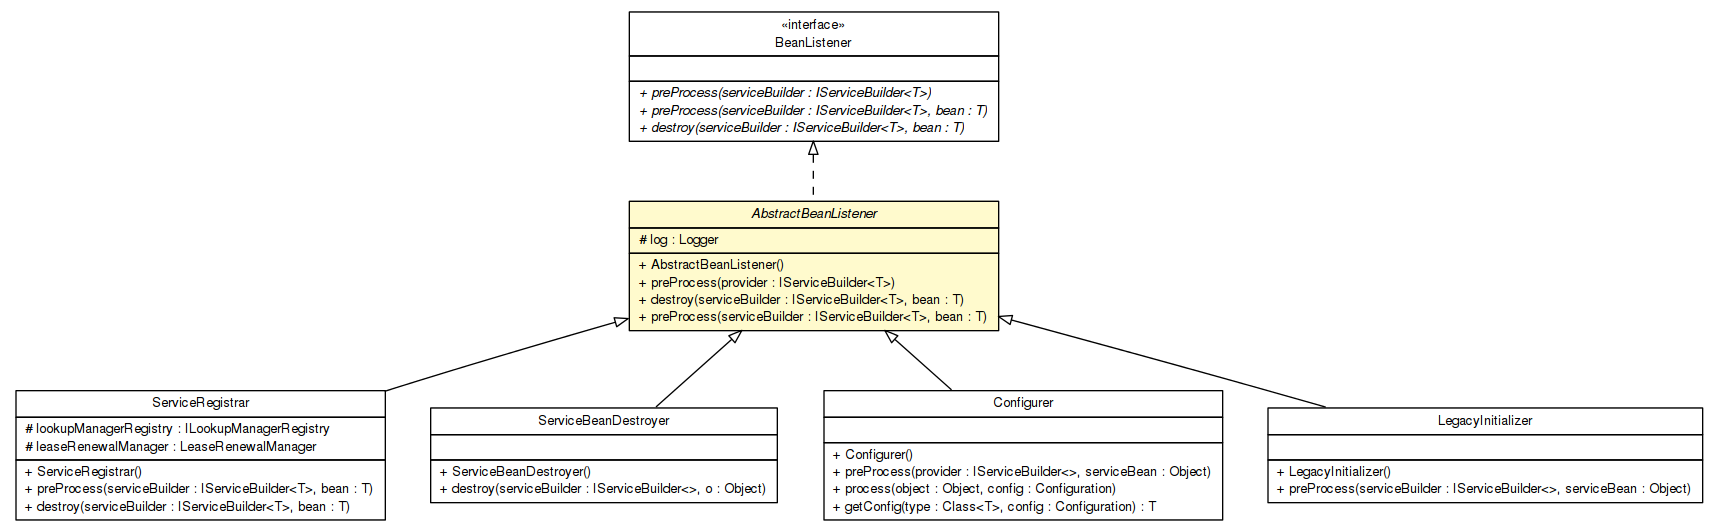 «interface»
BeanListener
+ preProcess(serviceBuilder : IServiceBuilder<T>)
+ preProcess(serviceBuilder : IServiceBuilder<T>, bean : T)
+ destroy(serviceBuilder : IServiceBuilder<T>, bean : T)
AbstractBeanListener
# log : Logger
+ AbstractBeanListener()
+ preProcess(provider : IServiceBuilder<T>)
+ destroy(serviceBuilder : IServiceBuilder<T>, bean : T)
+ preProcess(serviceBuilder : IServiceBuilder<T>, bean : T)
ServiceRegistrar
# lookupManagerRegistry : ILookupManagerRegistry
# leaseRenewalManager : LeaseRenewalManager
+ ServiceRegistrar()
+ preProcess(serviceBuilder : IServiceBuilder<T>, bean : T)
+ destroy(serviceBuilder : IServiceBuilder<T>, bean : T)
ServiceBeanDestroyer
+ ServiceBeanDestroyer()
+ destroy(serviceBuilder : IServiceBuilder<>, o : Object)
Configurer
+ Configurer()
+ preProcess(provider : IServiceBuilder<>, serviceBean : Object)
+ process(object : Object, config : Configuration)
+ getConfig(type : Class<T>, config : Configuration) : T
LegacyInitializer
+ LegacyInitializer()
+ preProcess(serviceBuilder : IServiceBuilder<>, serviceBean : Object)